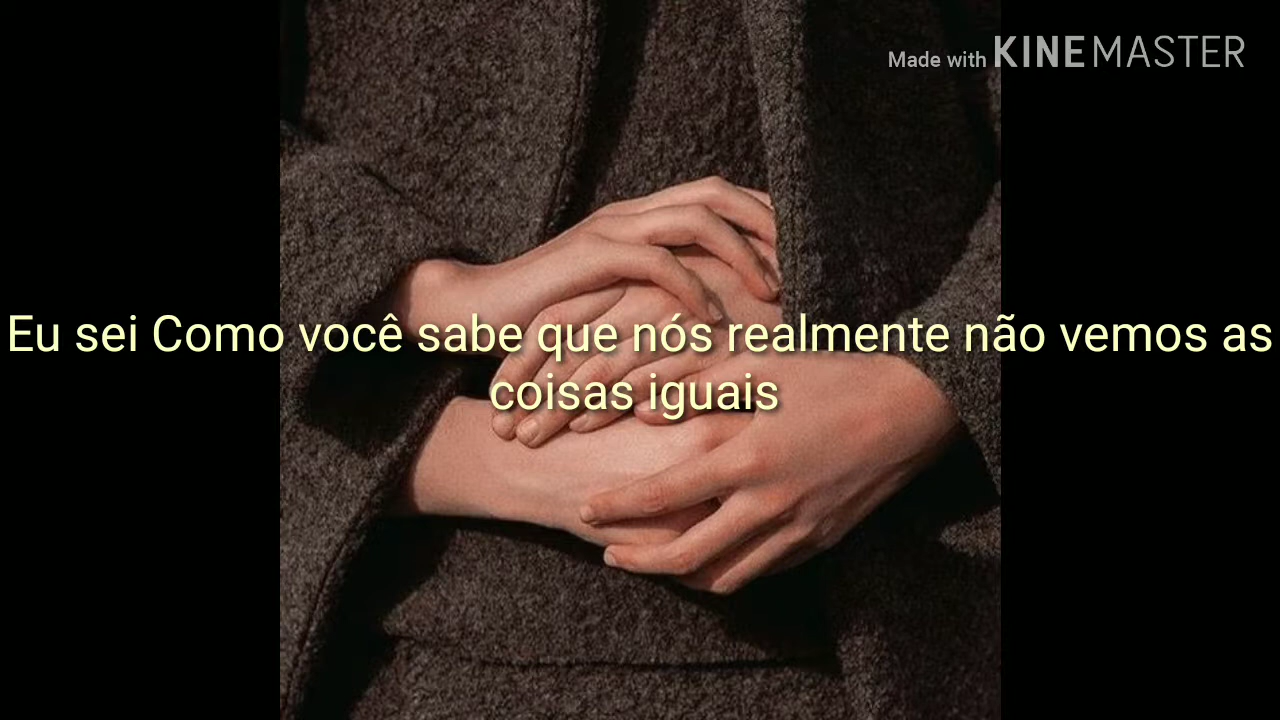 Made with KINEMASTER
Eu sei Como você sabe que nós realmente não vemos as
coisas iguais